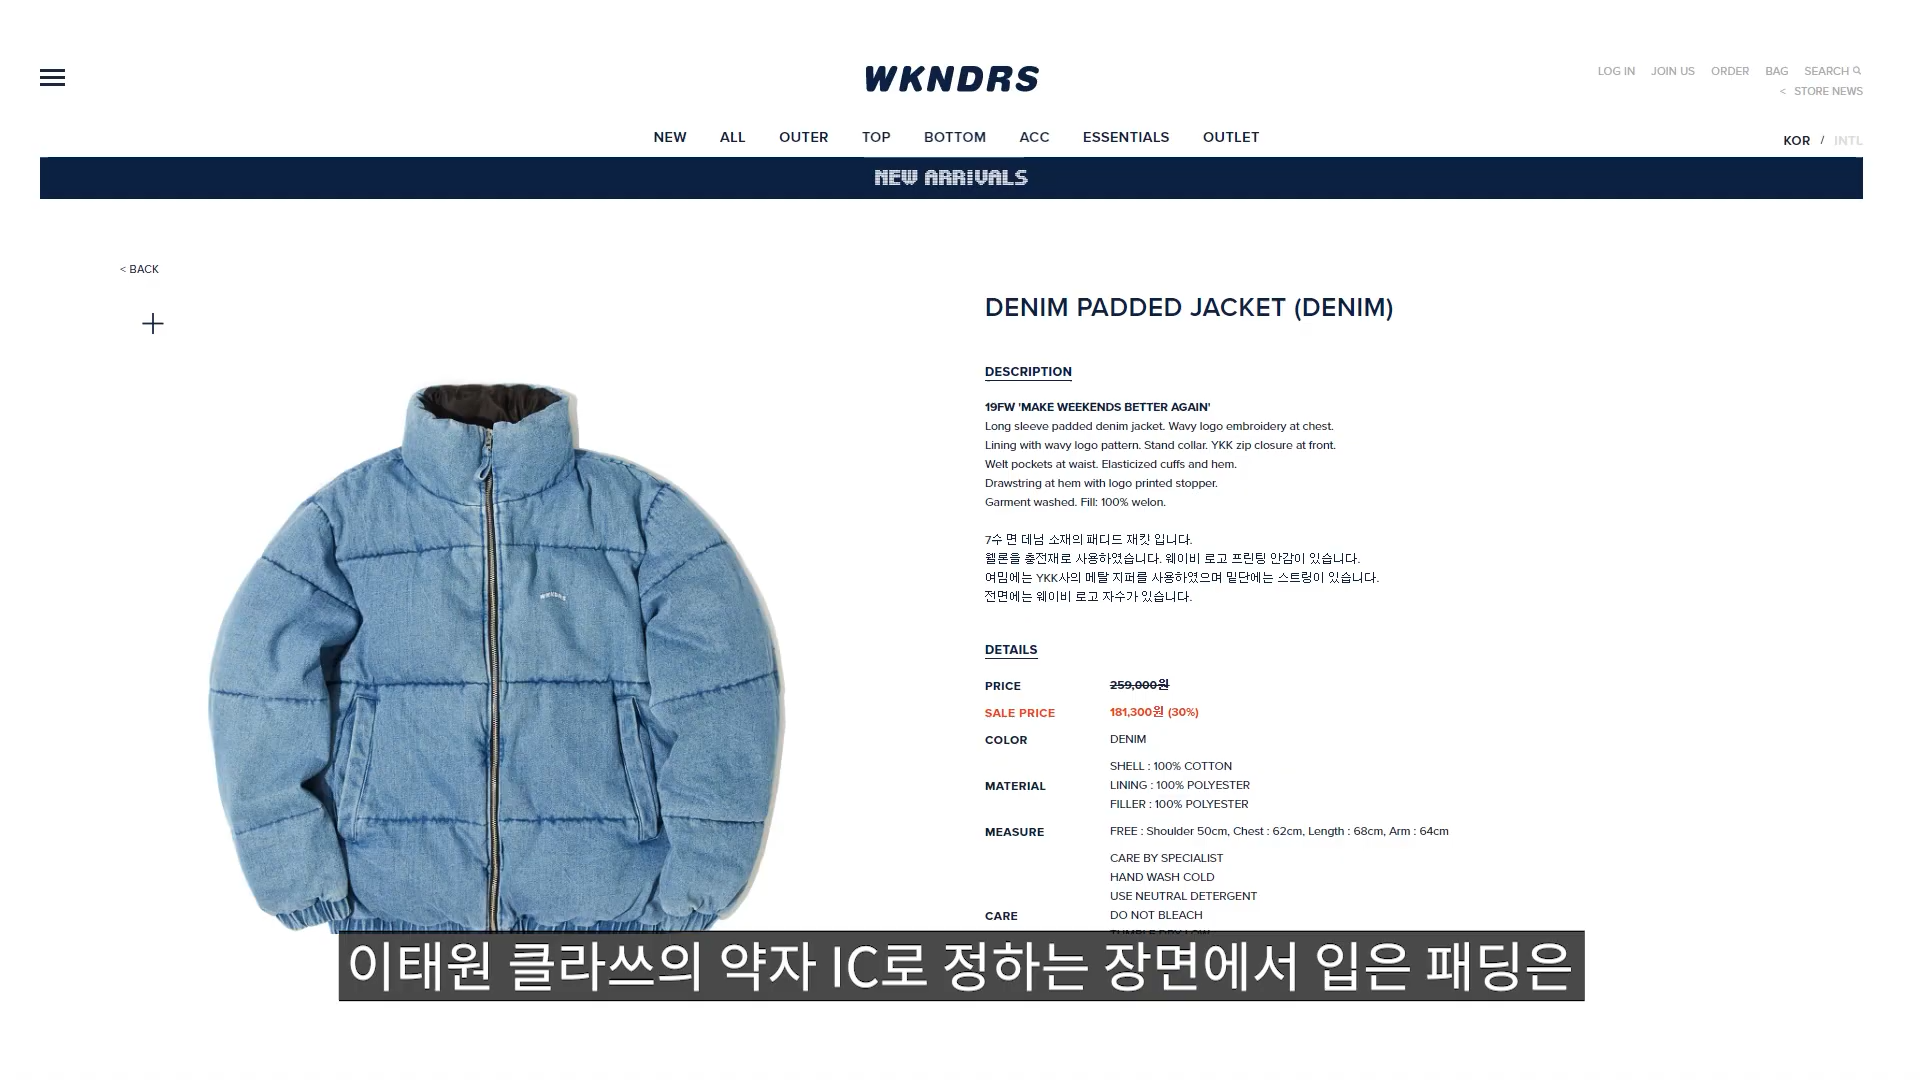 WKNDRS
LOG IN JOIN US ORDER BAG SEARCH
< STORE NEWS
NEW ALL OUTER TOP BOTTOM ACC ESSENTIALS OUTLET
KOR / INTL
NEW ARRIVALS
< BACK
DENIM PADDED JACKET (DENIM)
DESCRIPTION
19FW 'MAKE WEEKENDS BETTER AGAIN'
Long sleeve padded denim jacket. Wavy logo embroidery at chest.
Lining with wavy logo pattern. Stand collar. YKK zip closure at front.
Welt pockets at waist. Elasticized cuffs and hem.
Drawstring at hem with logo printed stopper.
Garment washed. Fill: 100% welon.
7수 면 데님 소재의 패디드 재킷 입니다.
웰론을 충전재로 사용하였습니다. 웨이비 로고 프린팅 안감이 있습니다.
여밈에는 YKK사의 메탈 지퍼를 사용하였으며 밑단에는 스트링이 있습니다.
전면에는 웨이비 로고 자수가 있습니다.
WKNDRS
DETAILS
PRICE 259,000원
SALE PRICE 181,300원 (30%)
COLOR DENIM
SHELL : 100% COTTON
MATERIAL LINING : 100% POLYESTER
FILLER : 100% POLYESTER
MEASURE FREE : Shoulder 50cm, Chest : 62cm, Length : 68cm, Arm : 64cm
CARE BY SPECIALIST
HAND WASH COLD
USE NEUTRAL DETERGENT
CARE DO NOT BLEACH
TUMBLE DRY LOW
이태원 클라쓰의 약자 IC로 정하는 장면에서 입은 패딩은